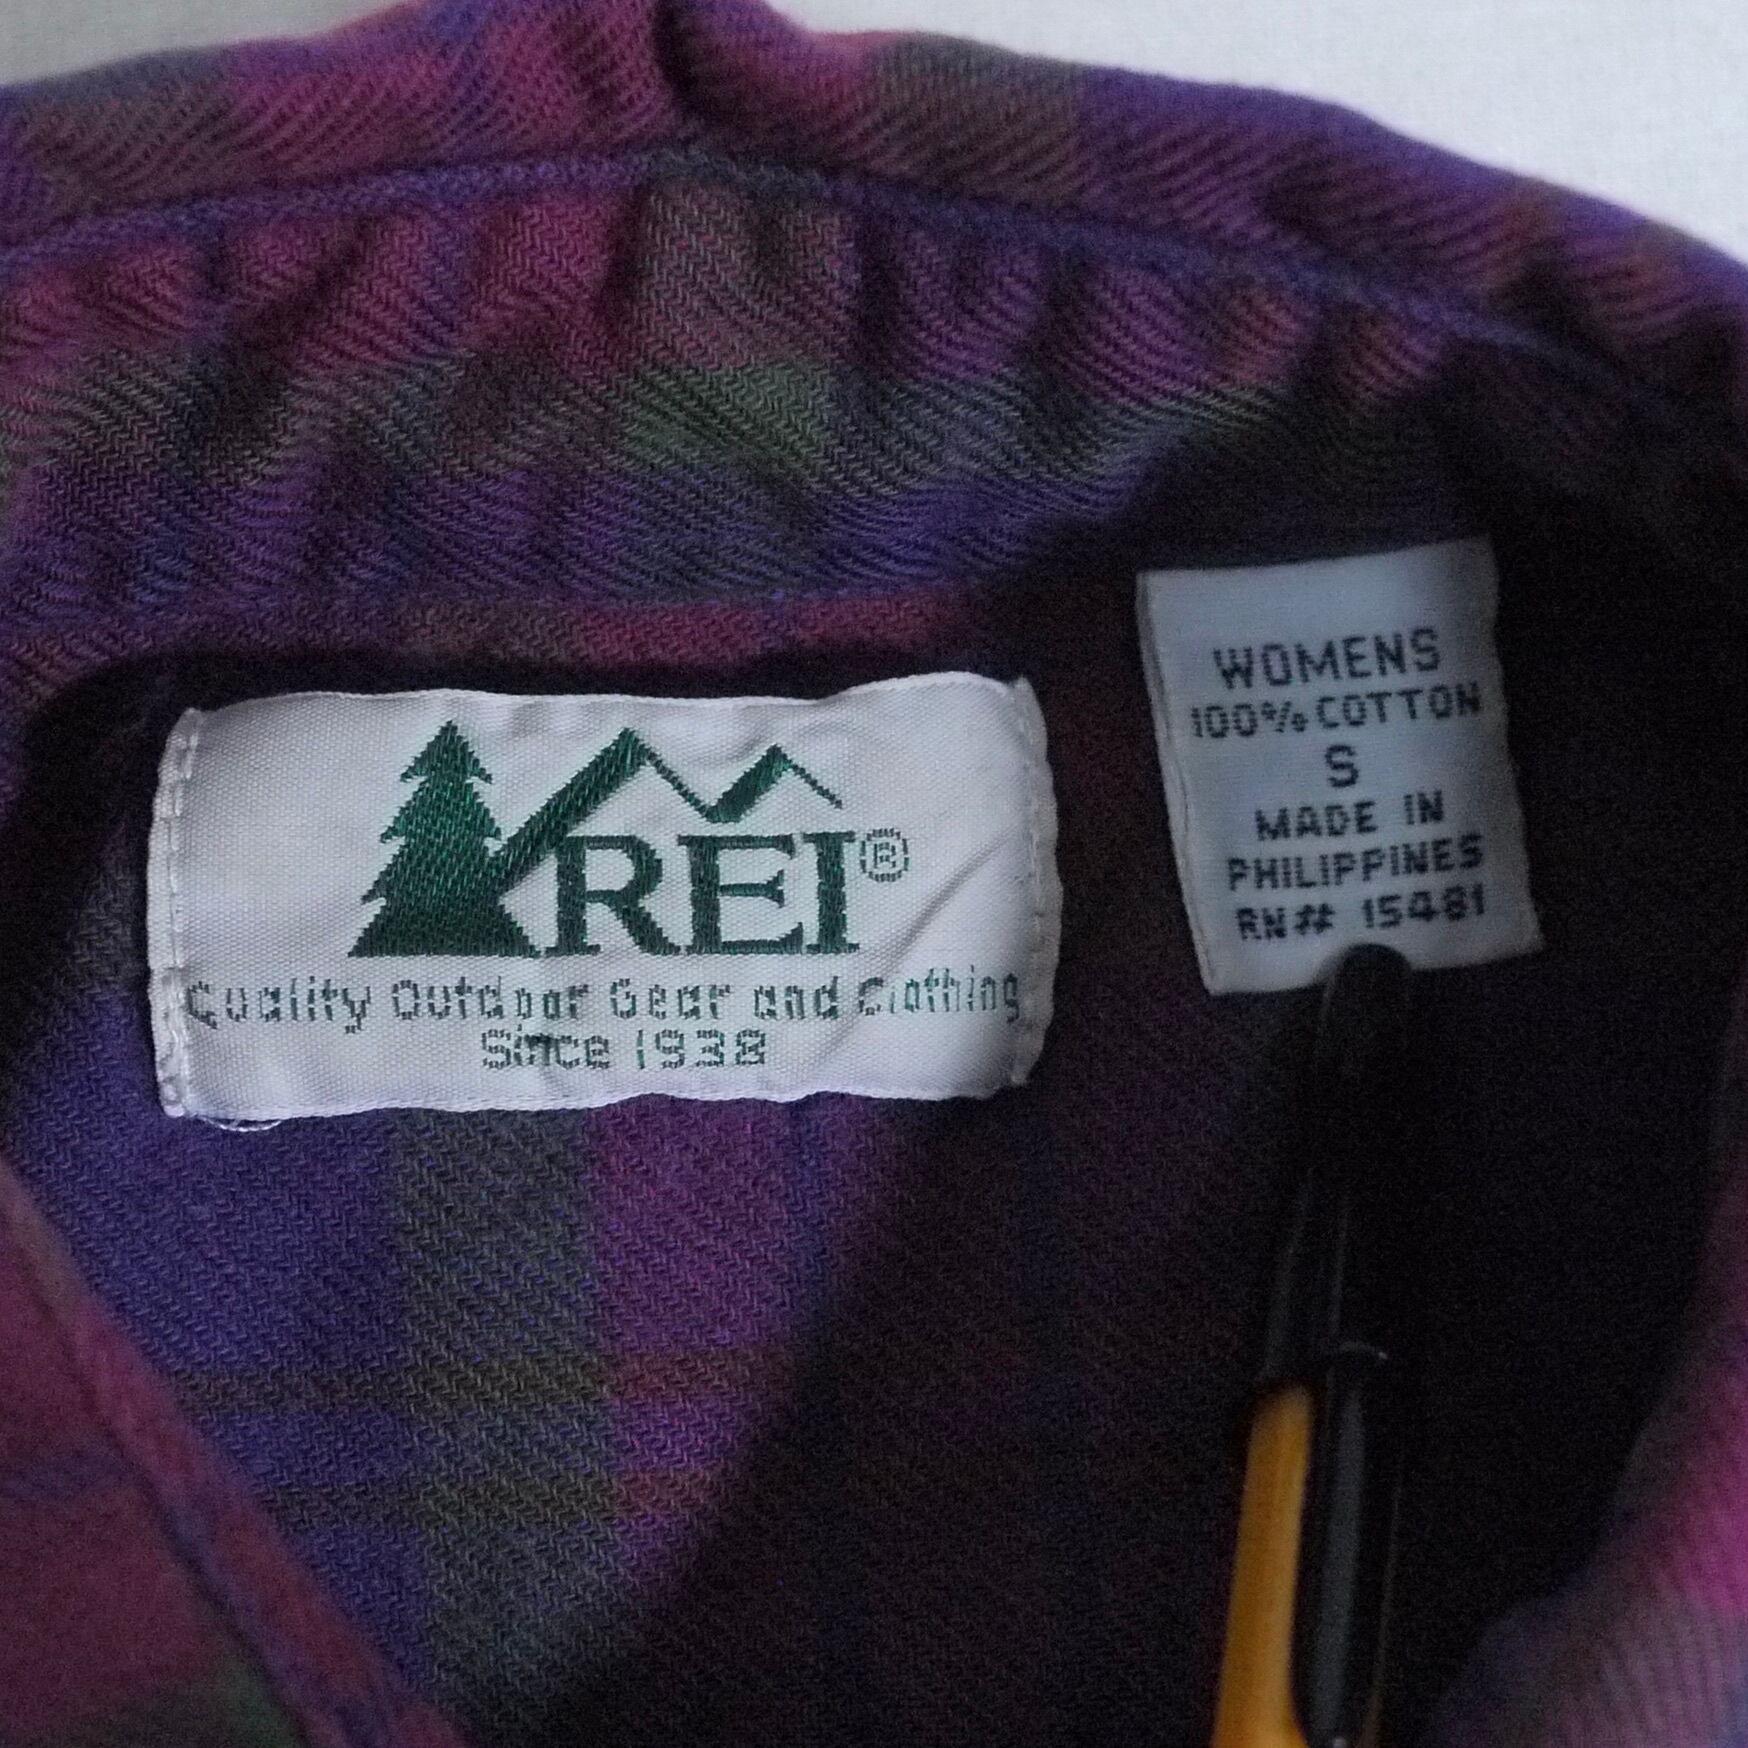 REI®
Quality Outdoor Gear and Clothing
Since 1938
WOMENS
100% COTTON
S
MADE IN
PHILIPPINES
RN# 15481